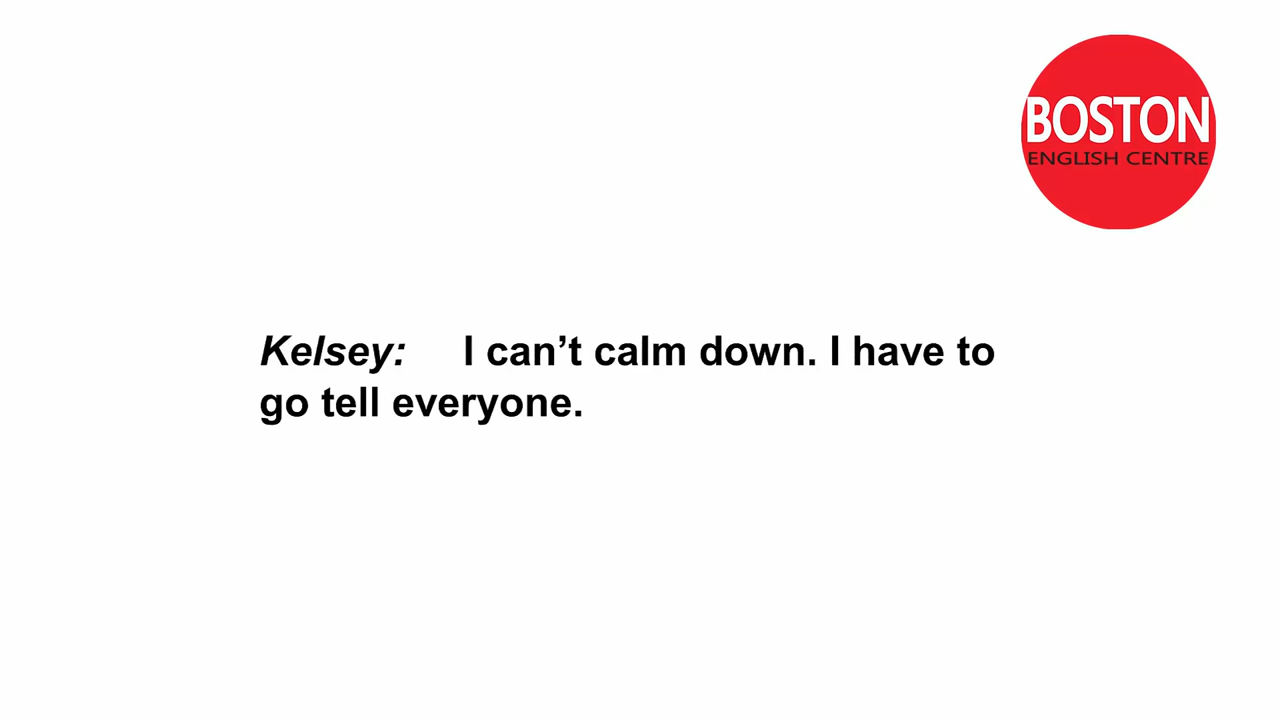 BOSTON
ENGLISH CENTRE
Kelsey: I can’t calm down. I have to
go tell everyone.